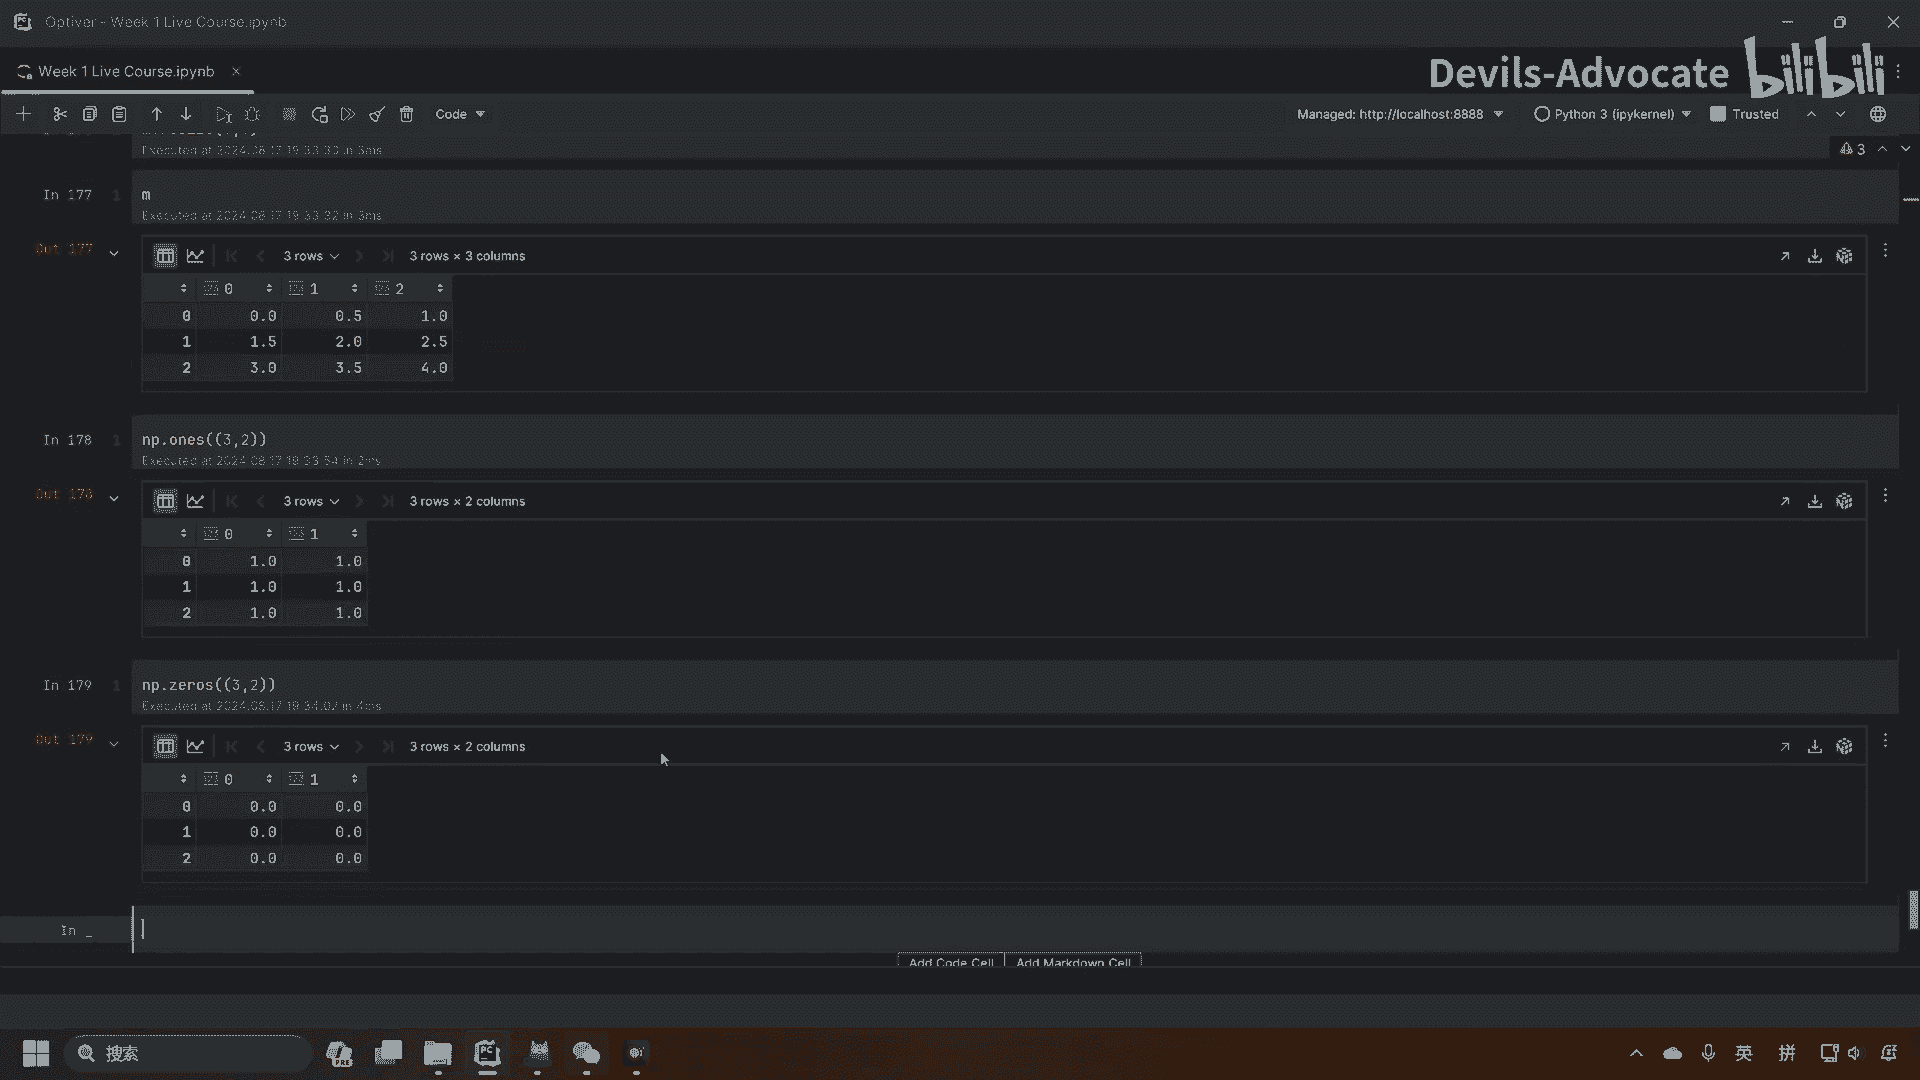 Optiver - Week 1 Live Course.ipynb
Week 1 Live Course.ipynb
Devils-Advocate bilibili
Code
Managed: http://localhost:8888
Python 3 (ipykernel)
Trusted
Executed at 2024.08.17 19:33:30 in 3ms
3
In 177 1 m
Executed at 2024.08.17 19:33:32 in 3ms
Out 177
3 rows 3 rows × 3 columns
0 1 2
0 0.0 0.5 1.0
1 1.5 2.0 2.5
2 3.0 3.5 4.0
In 178 1 np.ones((3,2))
Executed at 2024.08.17 19:33:54 in 2ms
Out 178
3 rows 3 rows × 2 columns
0 1
0 1.0 1.0
1 1.0 1.0
2 1.0 1.0
In 179 1 np.zeros((3,2))
Executed at 2024.08.17 19:34:07 in 4ms
Out 179
3 rows 3 rows × 2 columns
0 1
0 0.0 0.0
1 0.0 0.0
2 0.0 0.0
In _
Add Code Cell Add Markdown Cell
搜索
PRE
PC
英
拼